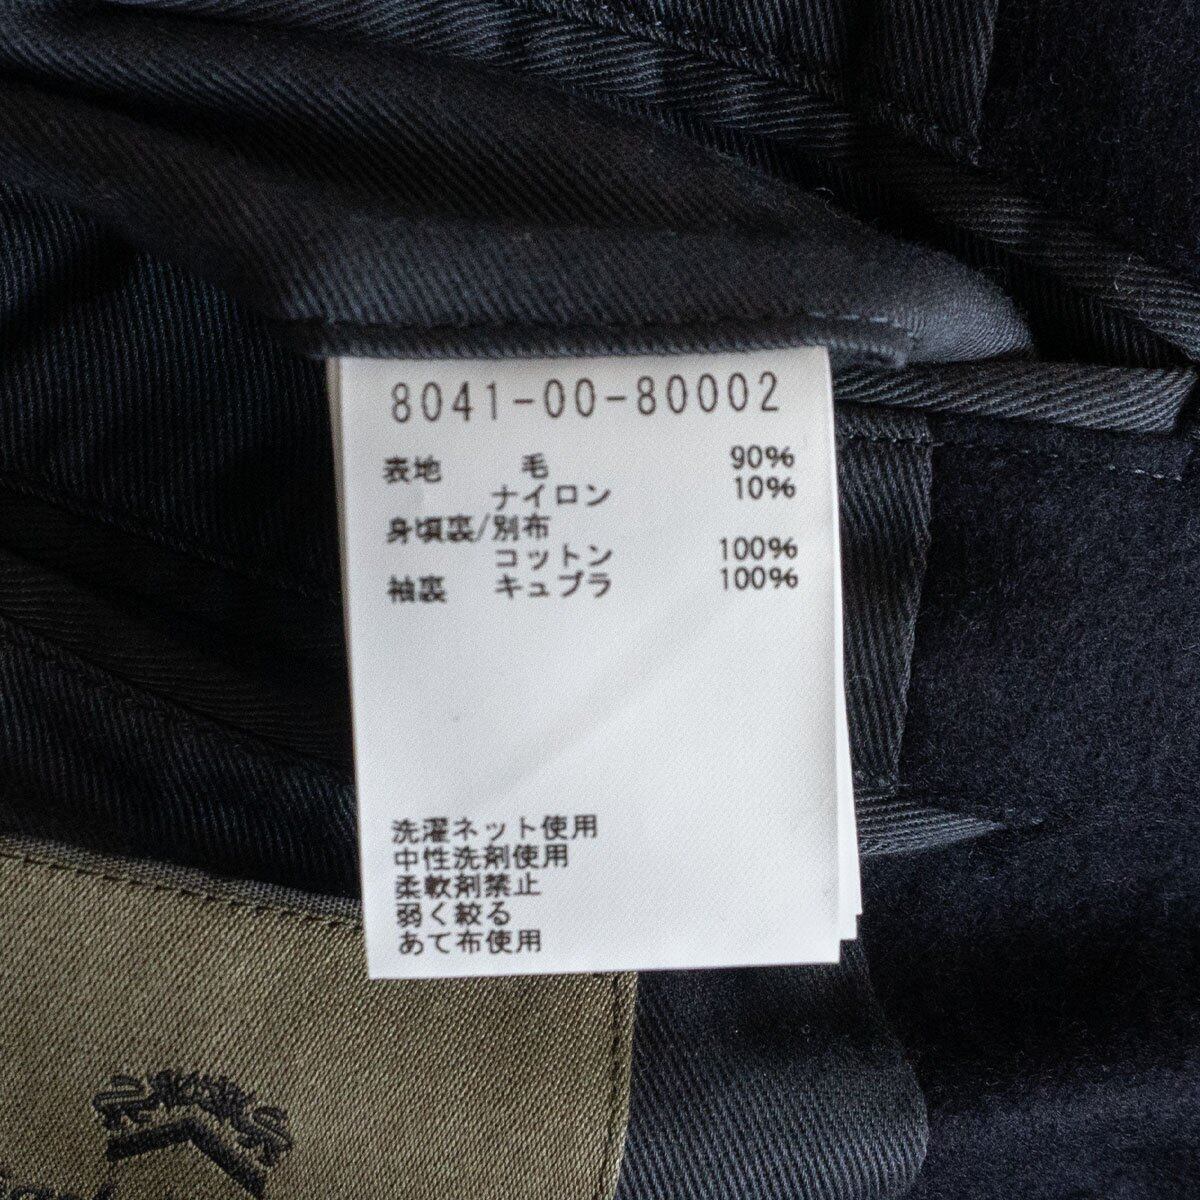 8041-00-80002
表地 毛 90%
ナイロン 10%
身頃裏/別布
コットン 100%
袖裏 キュプラ 100%
洗濯ネット使用
中性洗剤使用
柔軟剤禁止
弱く絞る
あて布使用